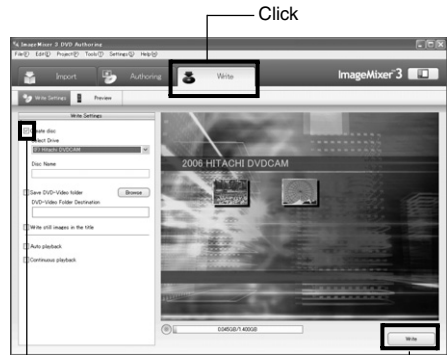 Click
ImageMixer 3 DVD Authoring
File(F) Edit(E) Project(P) Tools(T) Settings(S) Help(H)
Import Authoring Write ImageMixer 3
Write Settings Preview
Write Settings
Create disc
Select Drive
Hitachi DVDCAM
Disc Name
Save DVD-Video folder Browse
DVD-Video Folder Destination
Write still images in the title
Auto playback
Continuous playback
2006 HITACHI DVDCAM
0.045GB/1.400GB
Write